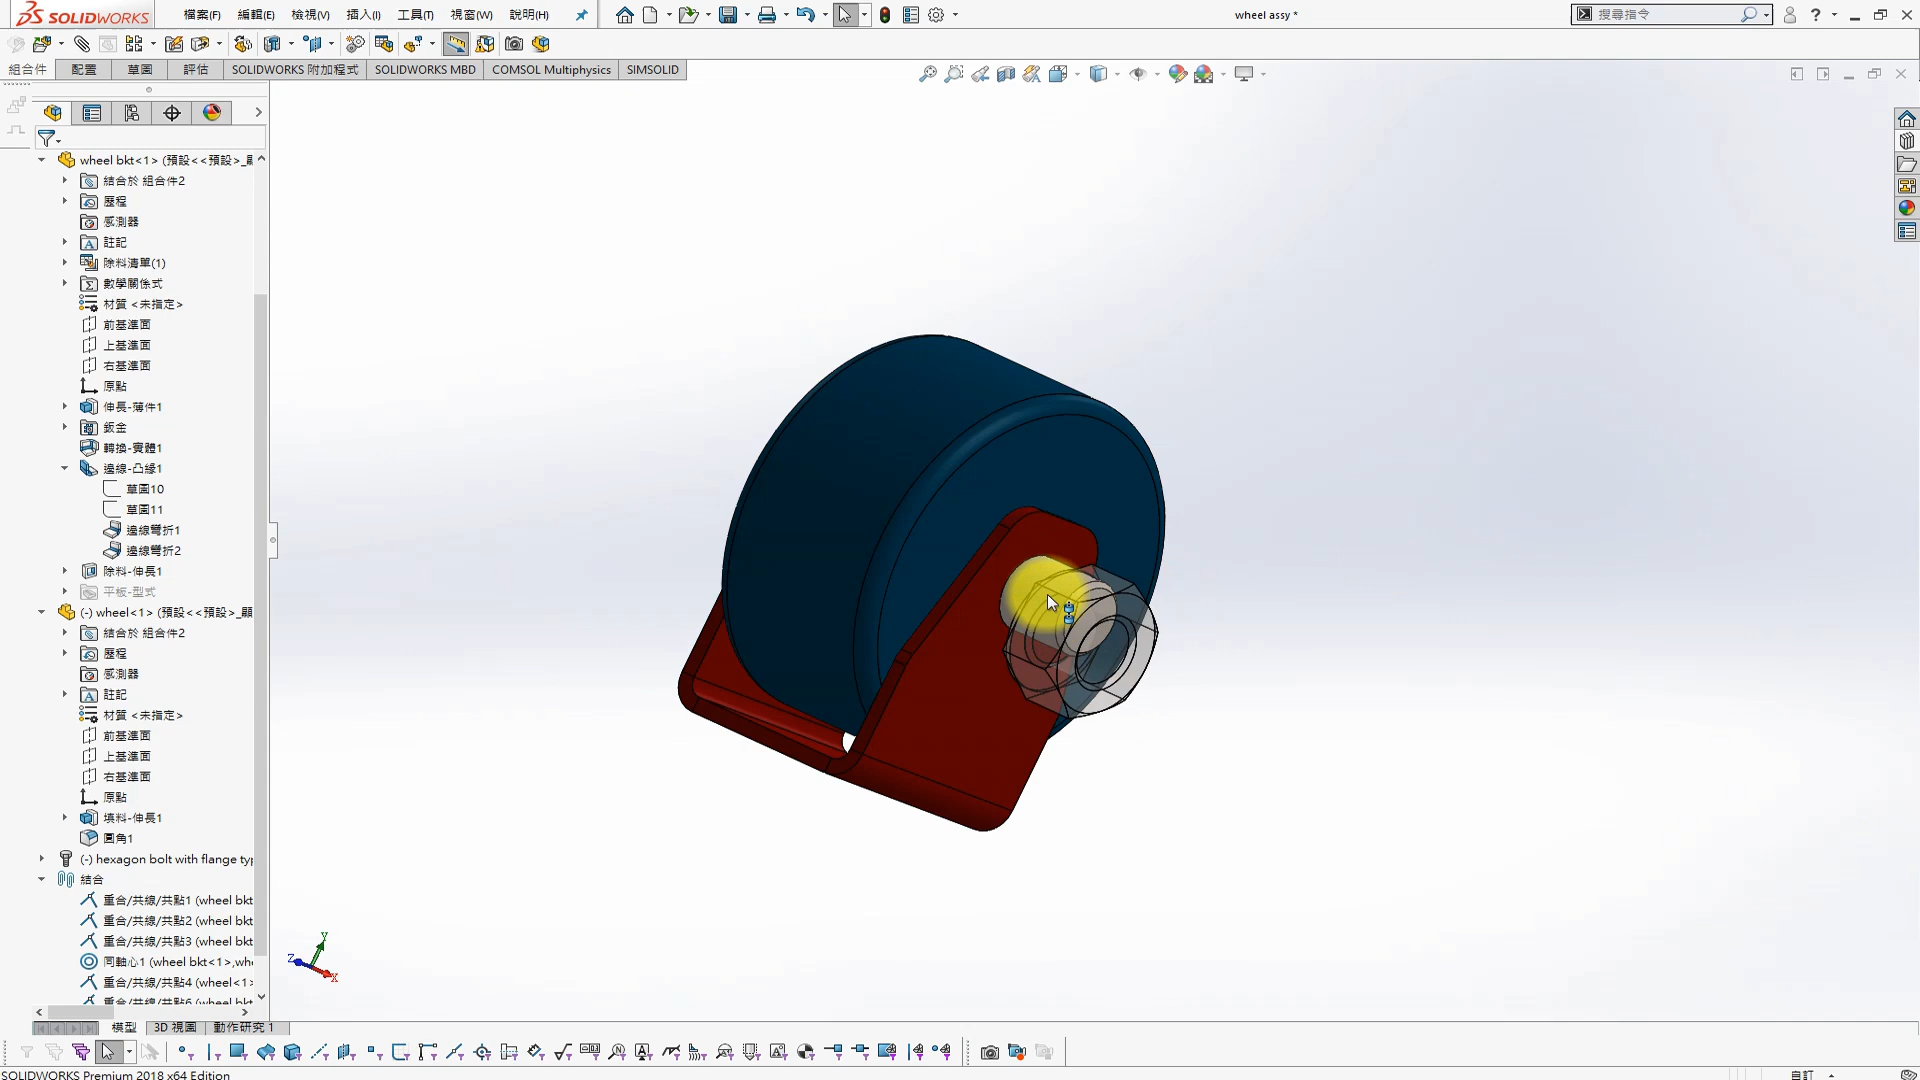 SOLIDWORKS
檔案(F) 編輯(E) 檢視(V) 插入(I) 工具(T) 視窗(W) 說明(H)
wheel assy *
搜尋指令
組合件 配置 草圖 評估 SOLIDWORKS 附加程式 SOLIDWORKS MBD COMSOL Multiphysics SIMSOLID
wheel bkt<1> (預設<<預設>_顯
結合於 組合件2
歷程
感測器
註記
除料清單(1)
數學關係式
材質 <未指定>
前基準面
上基準面
右基準面
原點
伸長-薄件1
鈑金
轉換-實體1
邊線-凸緣1
草圖10
草圖11
邊線彎折1
邊線彎折2
除料-伸長1
平板-型式
(-) wheel<1> (預設<<預設>_顯
結合於 組合件2
歷程
感測器
註記
材質 <未指定>
前基準面
上基準面
右基準面
原點
填料-伸長1
圓角1
(-) hexagon bolt with flange typ
結合
重合/共線/共點1 (wheel bkt
重合/共線/共點2 (wheel bkt
重合/共線/共點3 (wheel bkt
同軸心1 (wheel bkt<1>,wh
重合/共線/共點4 (wheel<1>
重合/共線/共點6 (wheel bkt
Y
Z
X
模型 3D 視圖 動作研究 1
SOLIDWORKS Premium 2018 x64 Edition
自訂